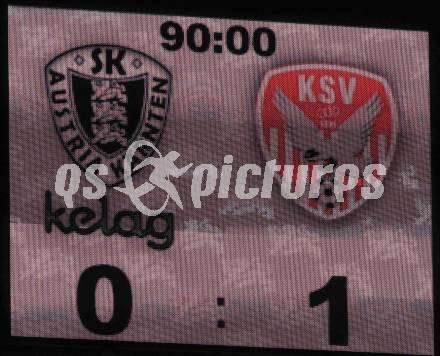 90:00
SK
AUSTRIA KÄRNTEN
KSV
kelag
qspictures
0 : 1